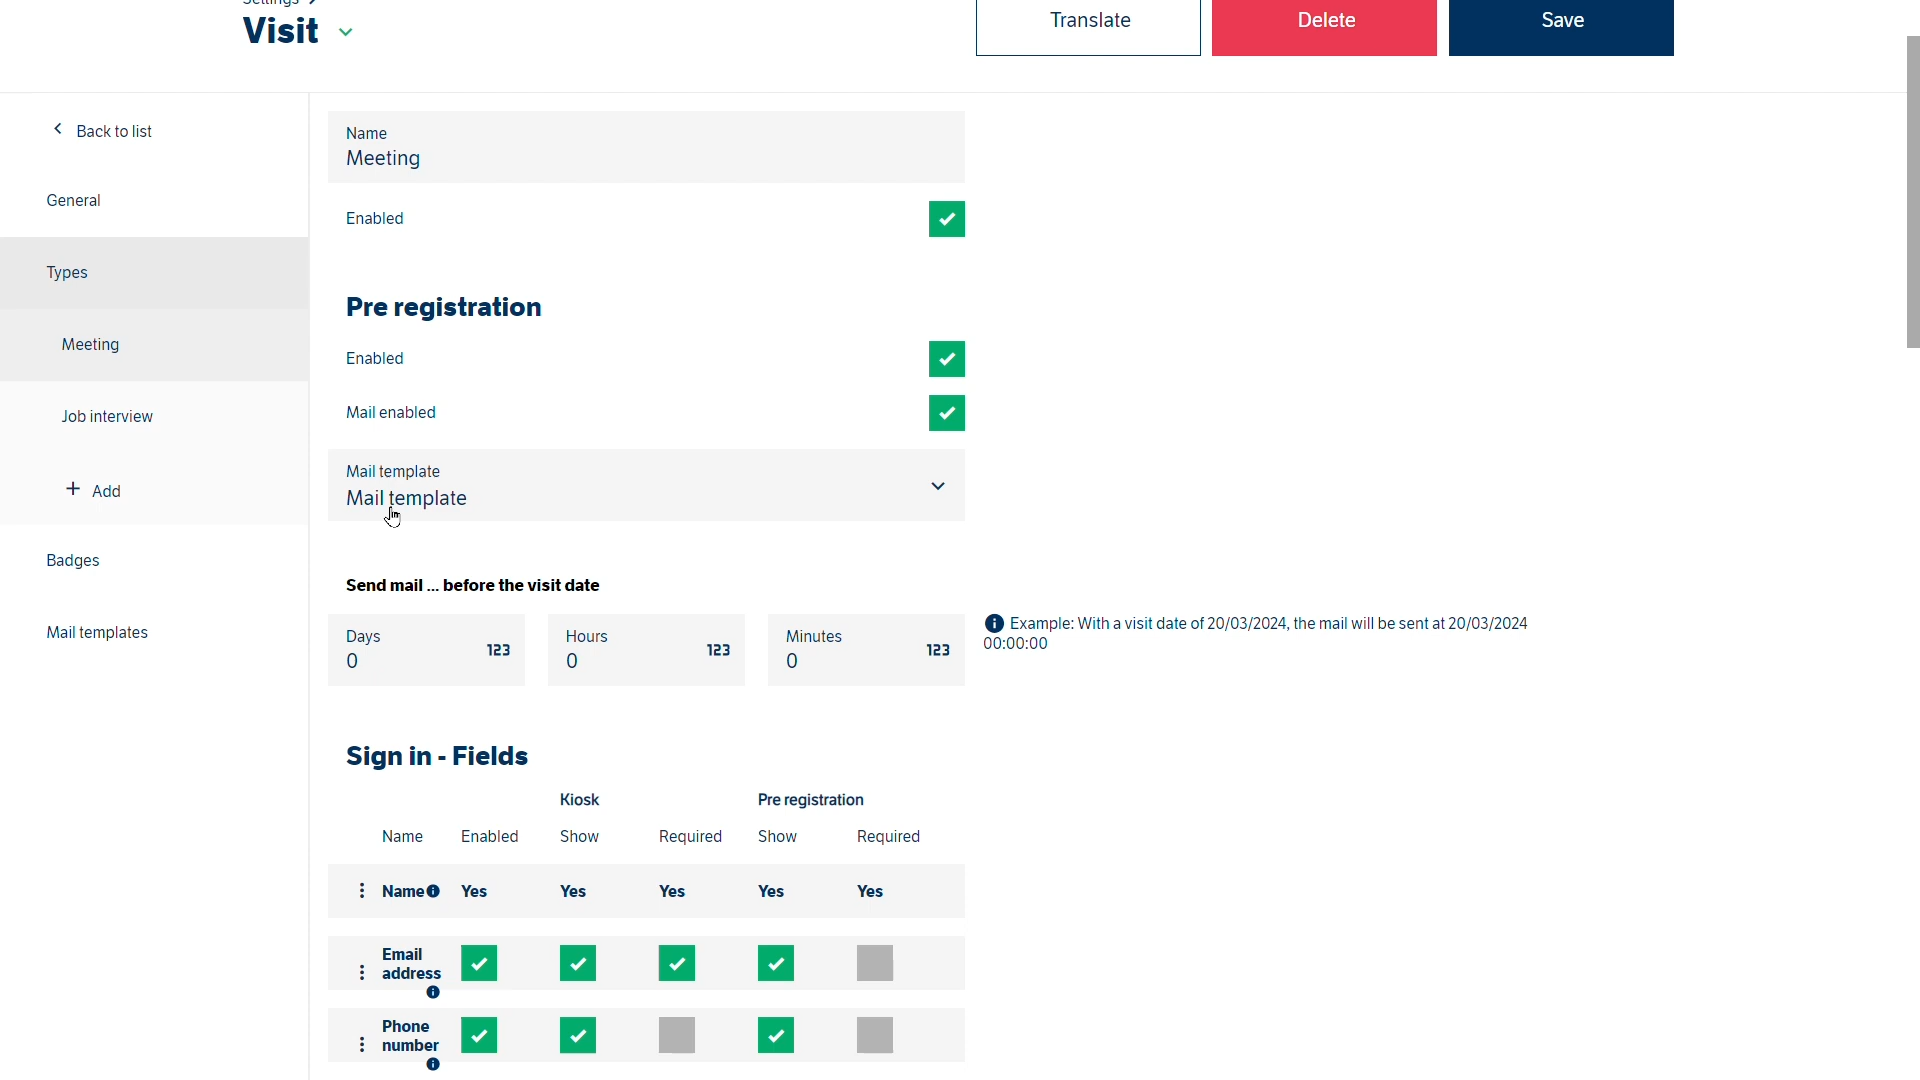 Settings >
Visit
Translate
Delete
Save
Back to list
General
Types
Meeting
Job interview
+ Add
Badges
Mail templates
Name
Meeting
Enabled
Pre registration
Enabled
Mail enabled
Mail template
Mail template
Send mail ... before the visit date
Days
0
123
Hours
0
123
Minutes
0
123
Example: With a visit date of 20/03/2024, the mail will be sent at 20/03/2024
00:00:00
Sign in - Fields
Kiosk Pre registration
Name Enabled Show Required Show Required
Name Yes Yes Yes Yes Yes
Email
address
Phone
number